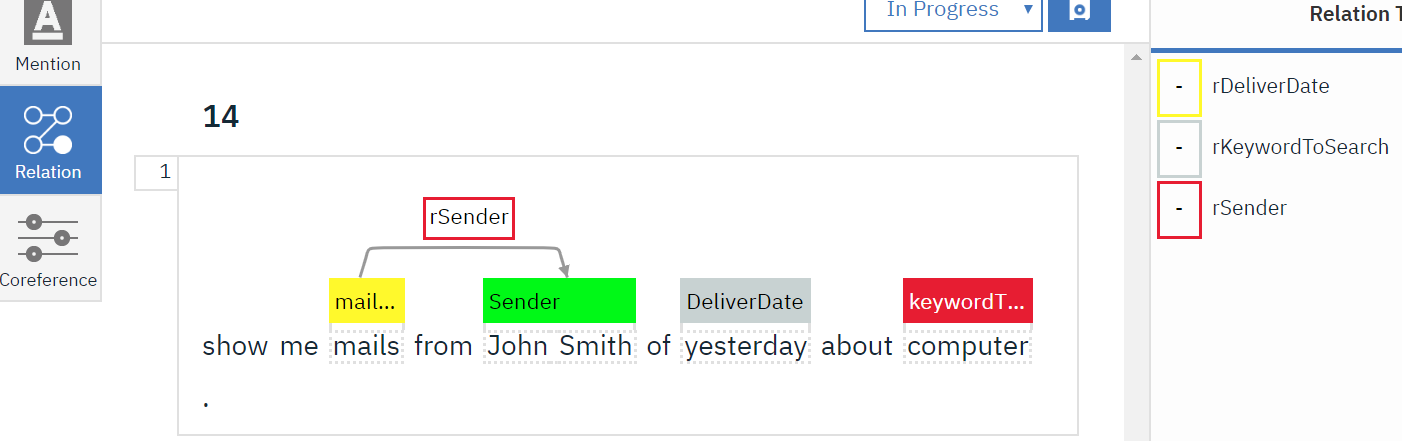 A
Mention
Relation
Coreference
In Progress
14
1
rSender
mail...
Sender
DeliverDate
keywordT...
show me mails from John Smith of yesterday about computer
.
Relation T
- rDeliverDate
- rKeywordToSearch
- rSender